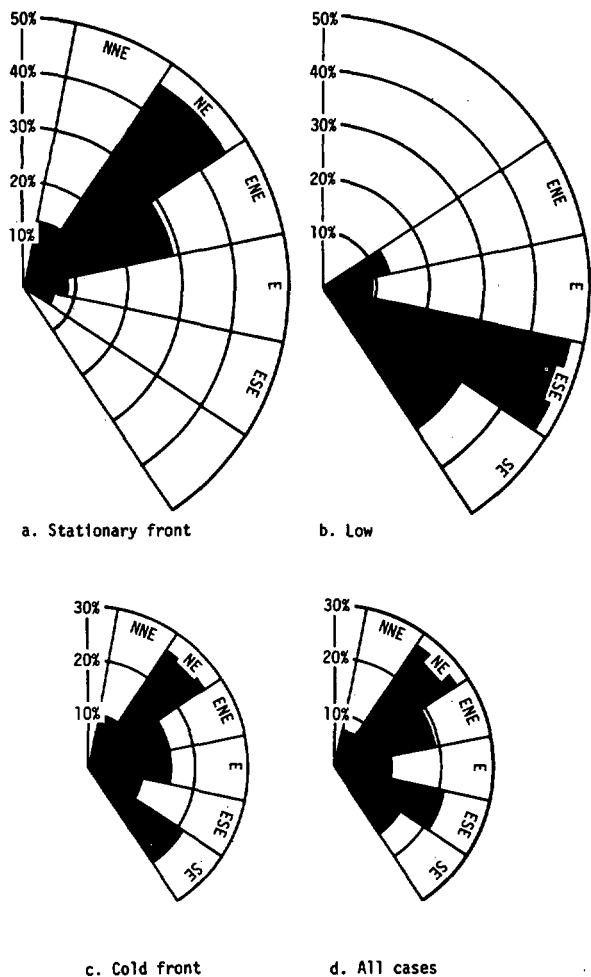 50%
40%
30%
20%
10%
NNE
NE
ENE
E
ESE
a. Stationary front
50%
40%
30%
20%
10%
ENE
E
ESE
SE
b. Low
30%
20%
10%
NNE
NE
ENE
E
ESE
SE
c. Cold front
30%
20%
10%
NNE
NE
ENE
E
ESE
SE
d. All cases